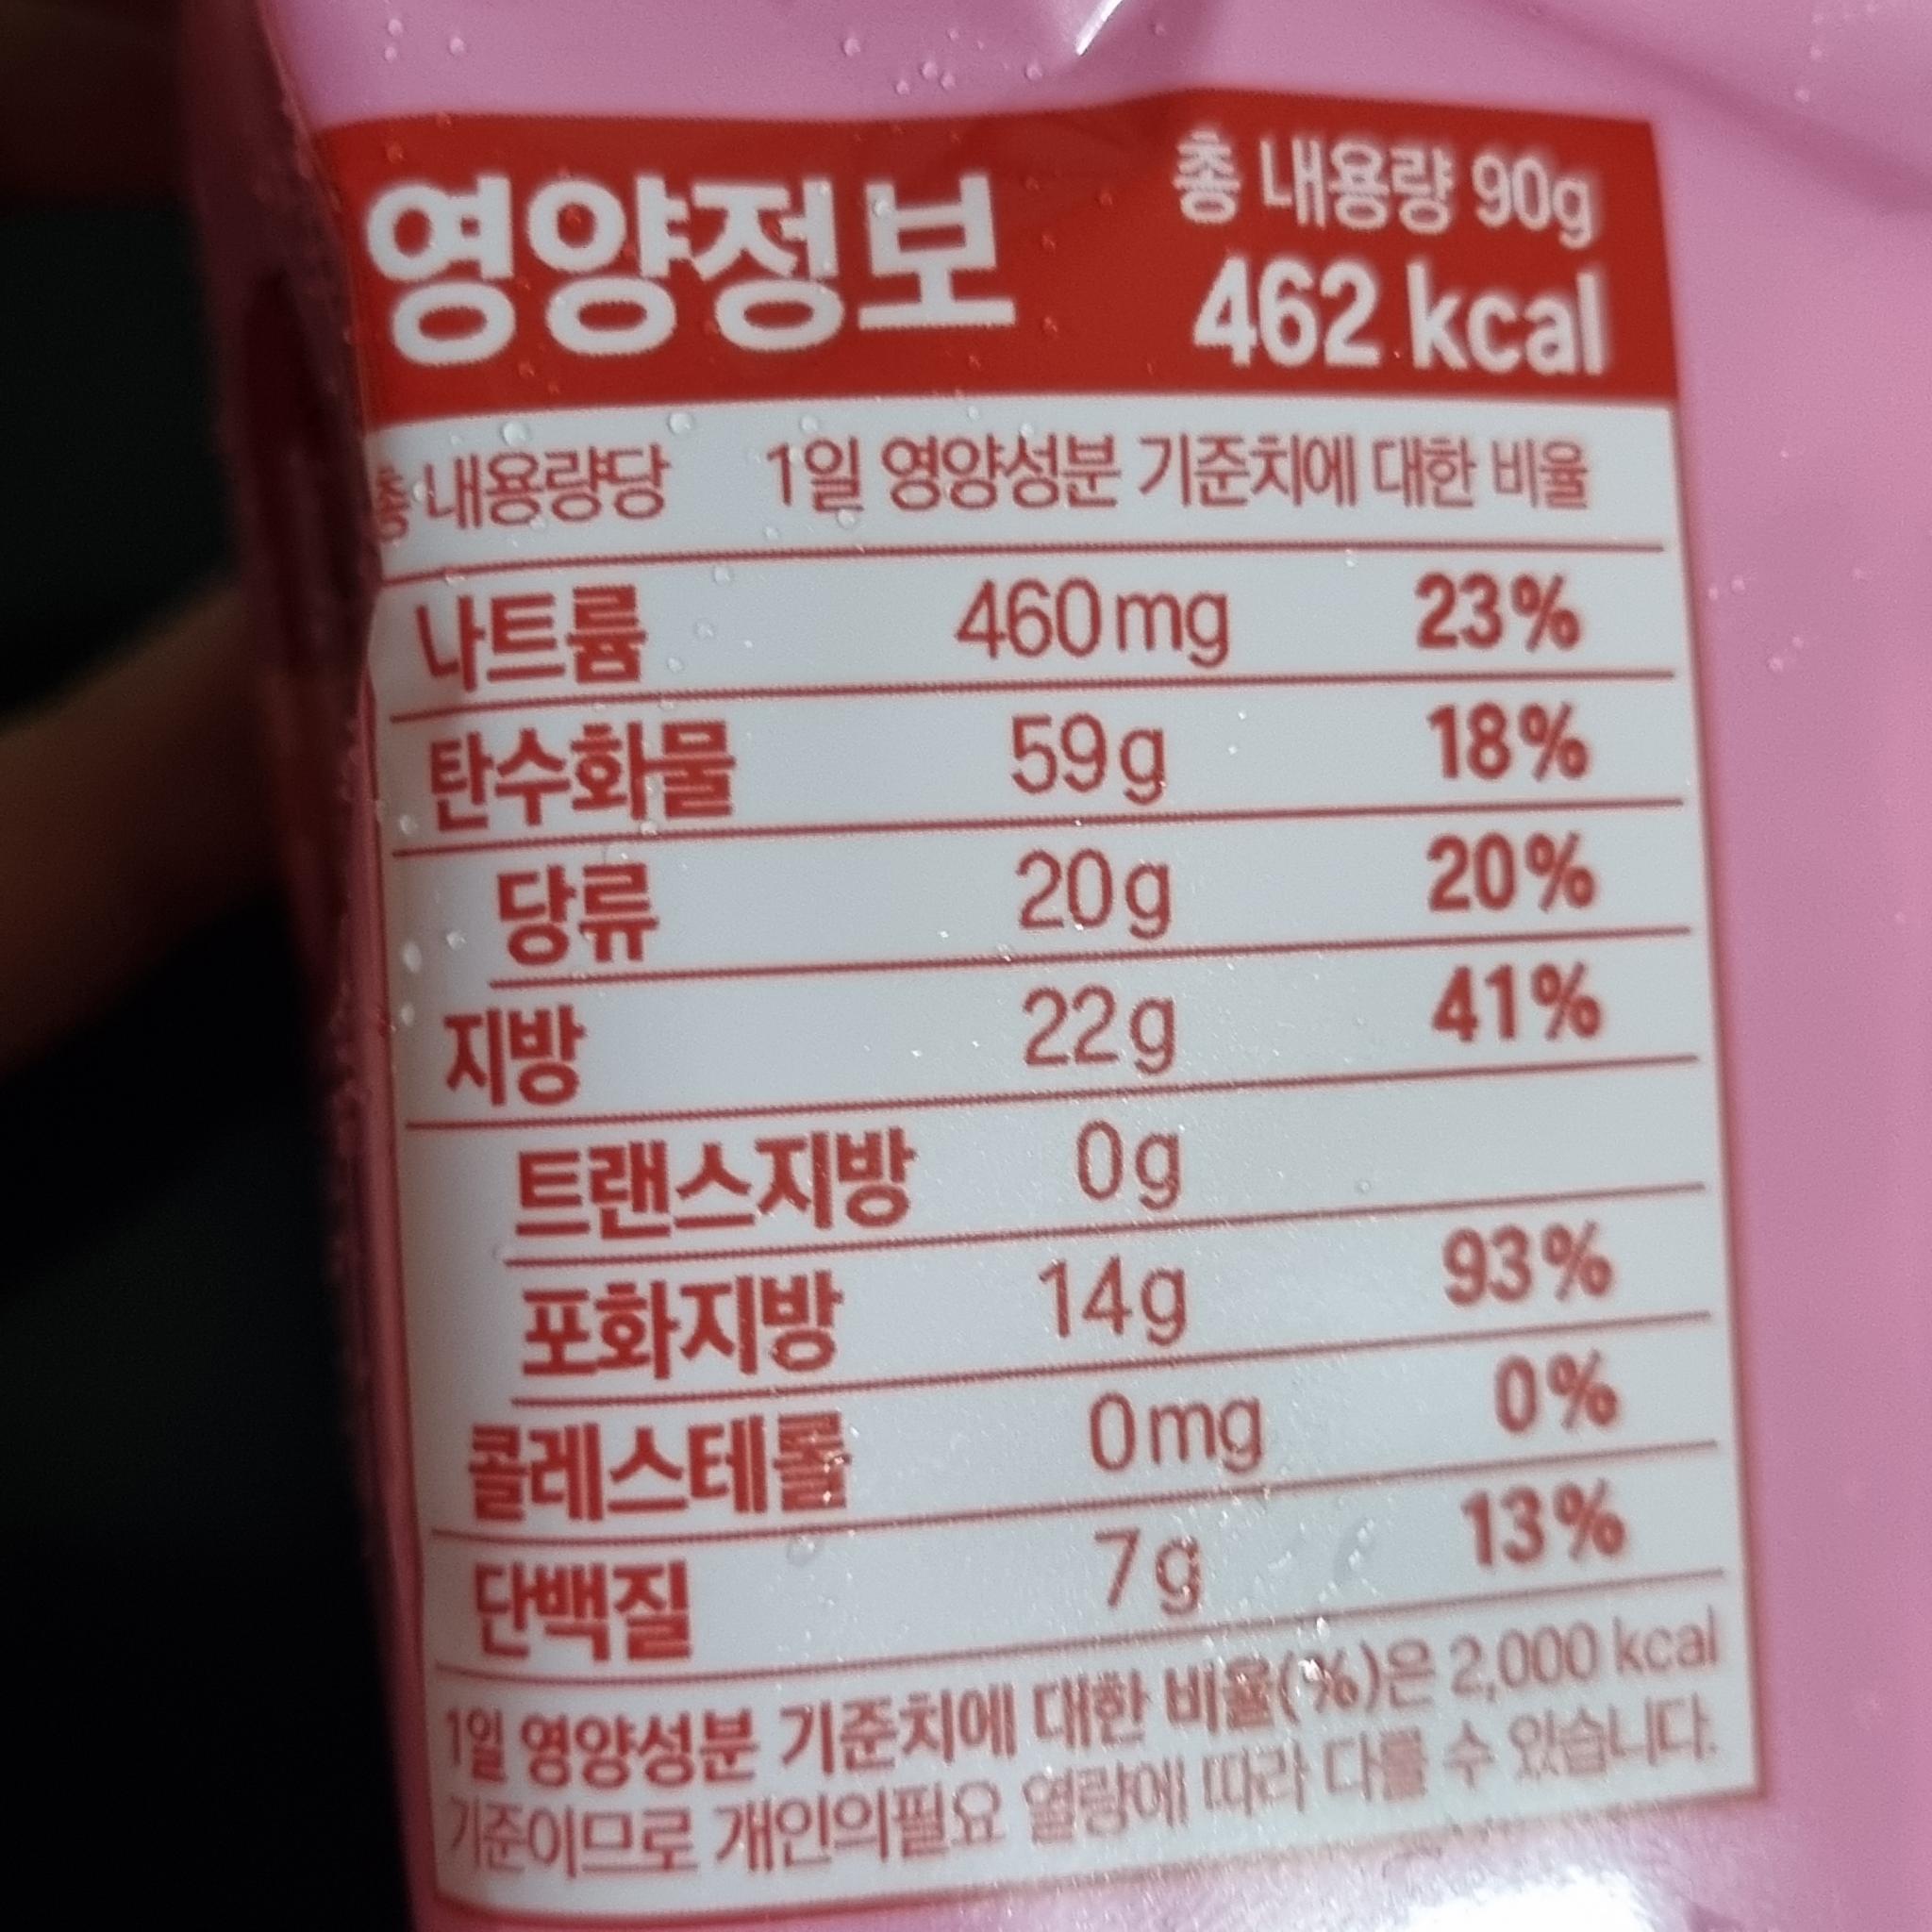 영양정보
총 내용량 90g
462 kcal
총 내용량당 1일 영양성분 기준치에 대한 비율
나트륨 460mg 23%
탄수화물 59g 18%
당류 20g 20%
지방 22g 41%
트랜스지방 0g
포화지방 14g 93%
콜레스테롤 0mg 0%
단백질 7g 13%
1일 영양성분 기준치에 대한 비율(%)은 2,000 kcal
기준이므로 개인의필요 열량에 따라 다를 수 있습니다.